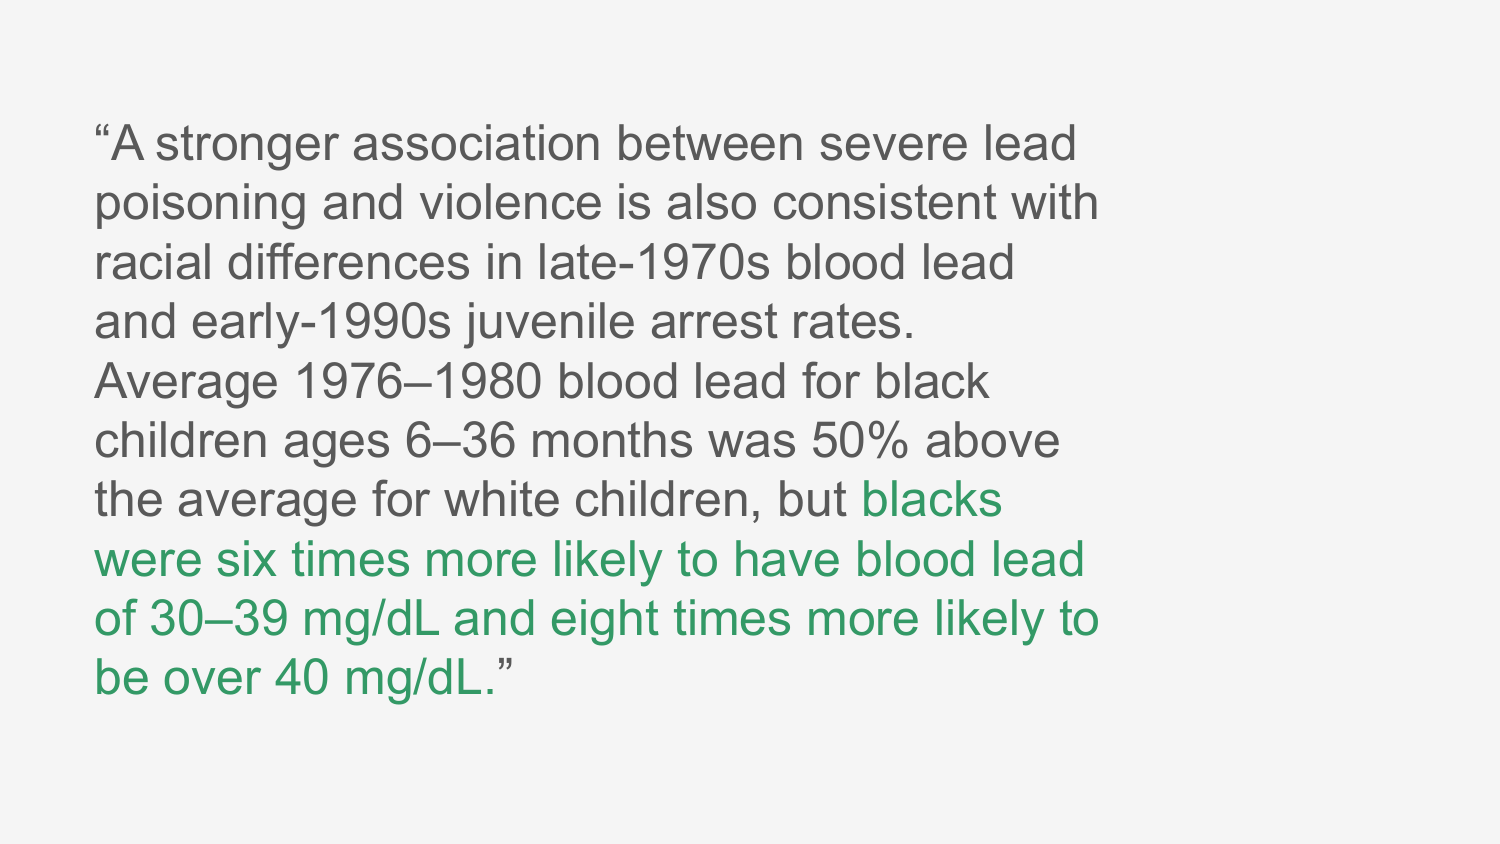 “A stronger association between severe lead
poisoning and violence is also consistent with
racial differences in late-1970s blood lead
and early-1990s juvenile arrest rates.
Average 1976–1980 blood lead for black
children ages 6–36 months was 50% above
the average for white children, but blacks
were six times more likely to have blood lead
of 30–39 mg/dL and eight times more likely to
be over 40 mg/dL.”